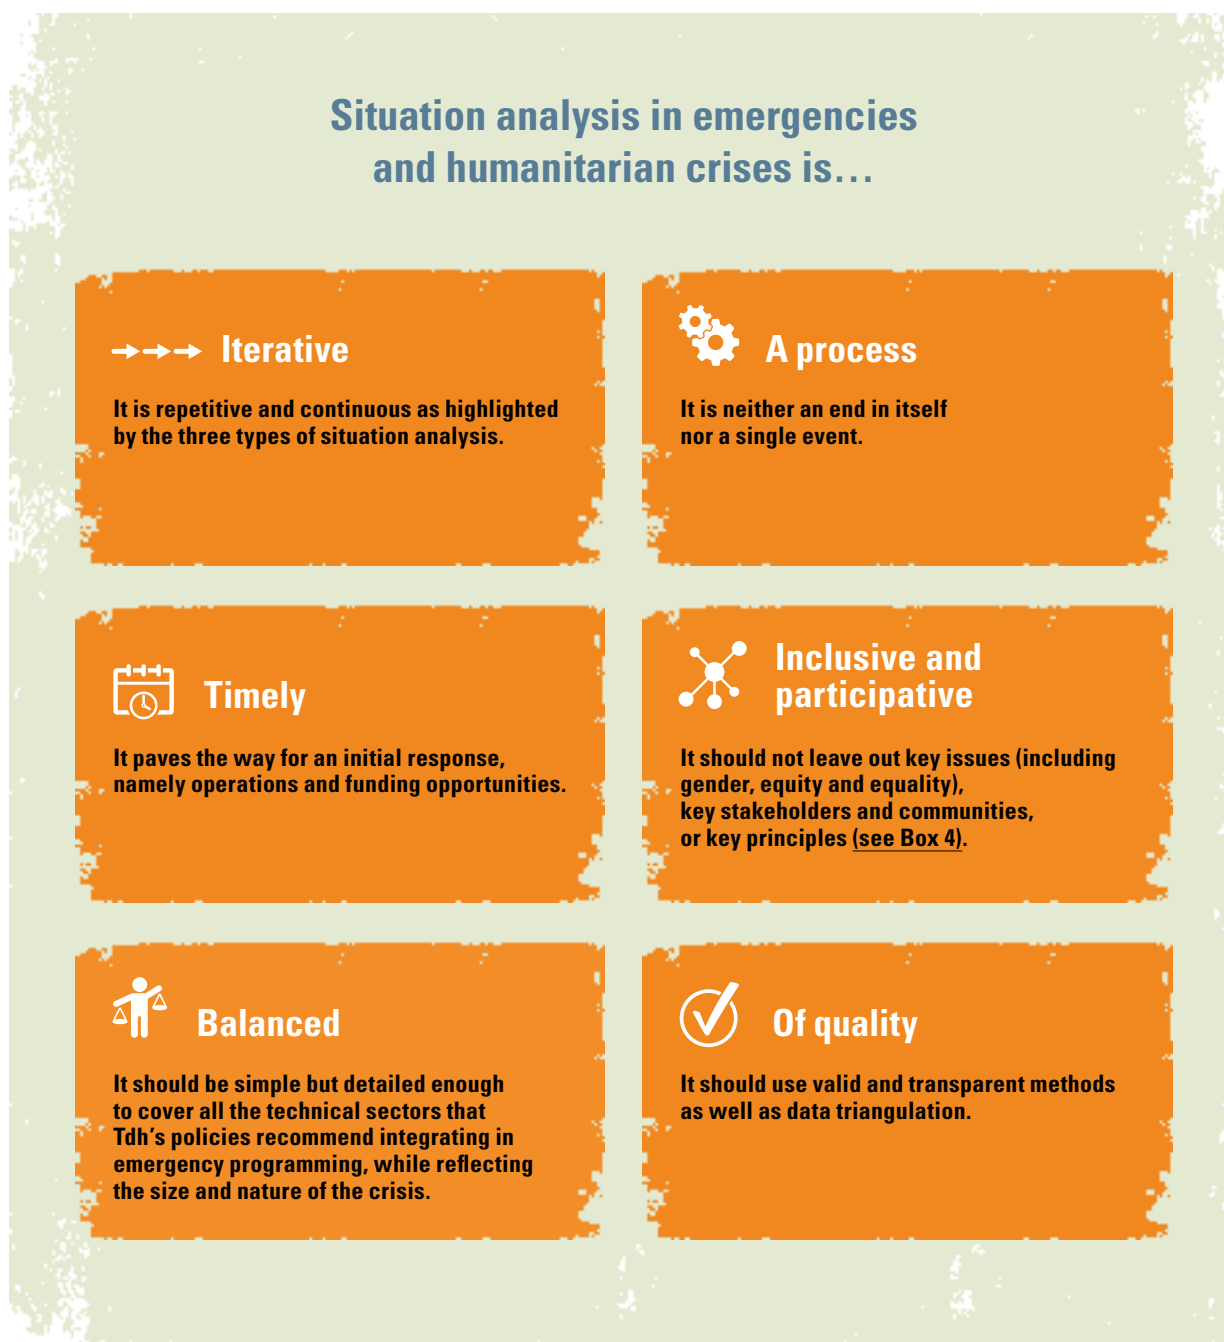 Situation analysis in emergencies
and humanitarian crises is…
Iterative
It is repetitive and continuous as highlighted
by the three types of situation analysis.
A process
It is neither an end in itself
nor a single event.
Timely
It paves the way for an initial response,
namely operations and funding opportunities.
Inclusive and
participative
It should not leave out key issues (including
gender, equity and equality),
key stakeholders and communities,
or key principles (see Box 4).
Balanced
It should be simple but detailed enough
to cover all the technical sectors that
Tdh’s policies recommend integrating in
emergency programming, while reflecting
the size and nature of the crisis.
Of quality
It should use valid and transparent methods
as well as data triangulation.